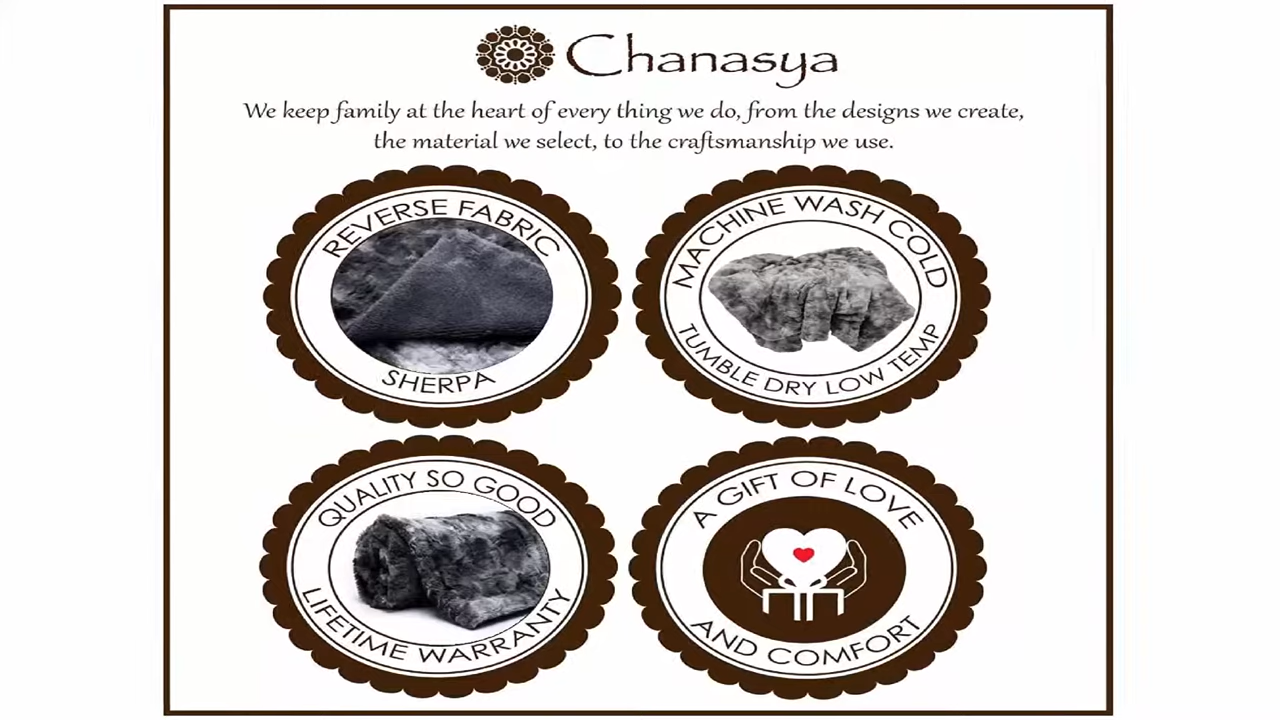 Chanasya
We keep family at the heart of every thing we do, from the designs we create,
the material we select, to the craftsmanship we use.
REVERSE FABRIC
SHERPA
MACHINE WASH COLD
TUMBLE DRY LOW TEMP
QUALITY SO GOOD
LIFETIME WARRANTY
A GIFT OF LOVE
AND COMFORT